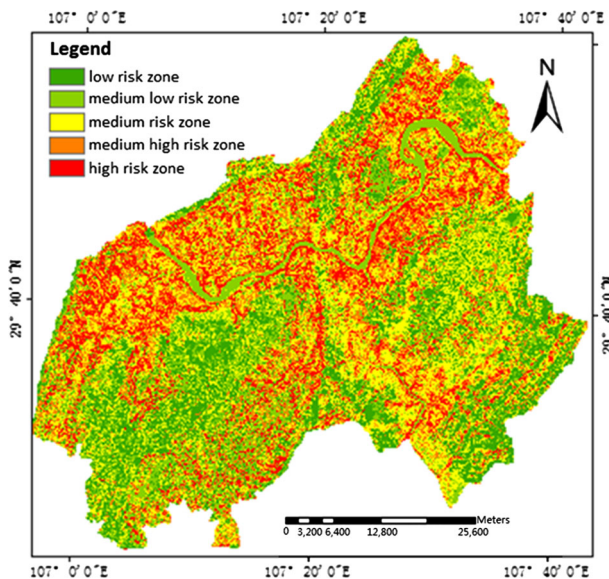 107° 0′ 0″E 107° 20′ 107° 40′ 0″E
Legend
low risk zone
medium low risk zone
medium risk zone
medium high risk zone
high risk zone
N
29° 40′ 0″N
29° 40′ 0″N
Meters
0 3,200 6,400 12,800 25,600
107° 0′ 0″E 107° 20′ 0″E 107° 40′ 0″E